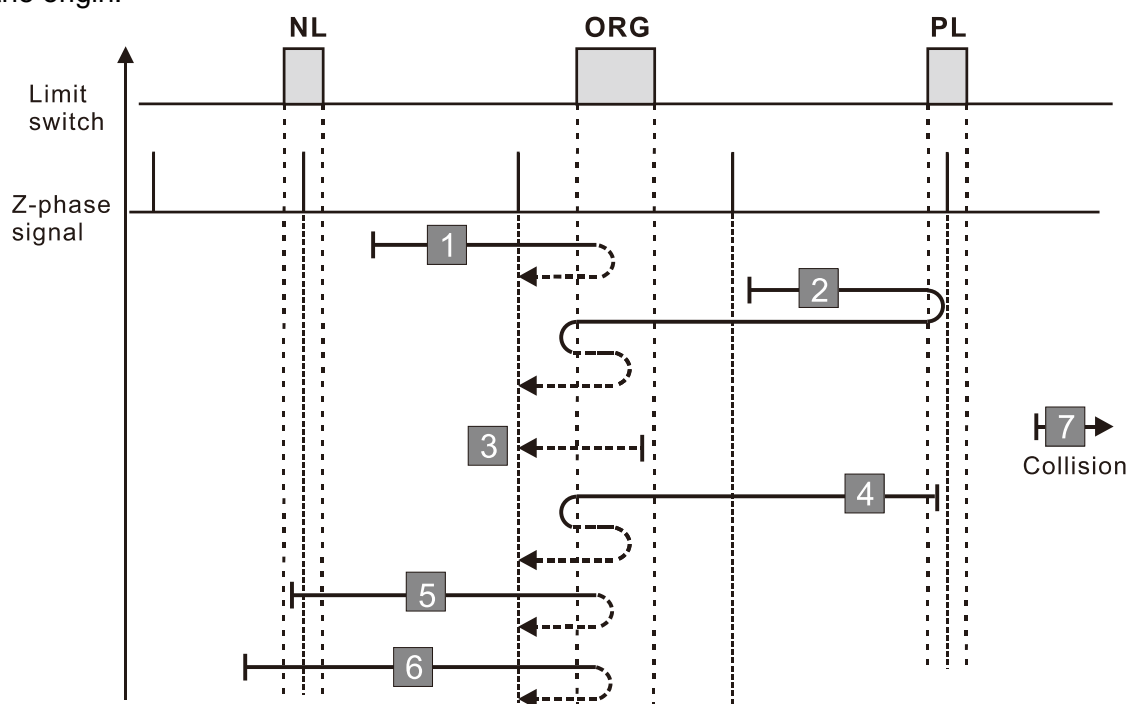 the origin.
NL ORG PL
Limit
switch
Z-phase
signal
1
2
3
7
Collision
4
5
6